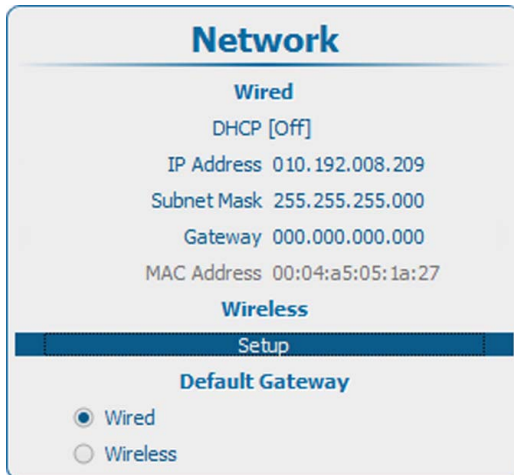 Network
Wired
DHCP [Off]
IP Address 010.192.008.209
Subnet Mask 255.255.255.000
Gateway 000.000.000.000
MAC Address 00:04:a5:05:1a:27
Wireless
Setup
Default Gateway
Wired
Wireless